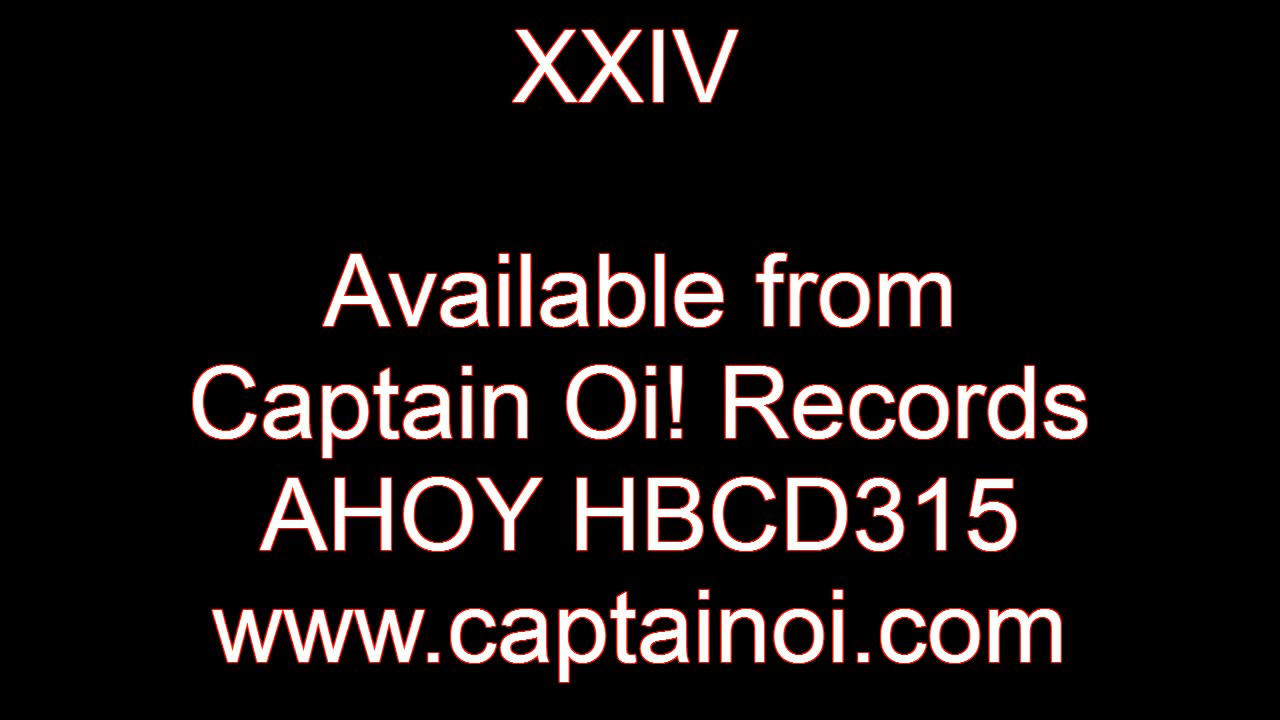 XXIV
Available from
Captain Oi! Records
AHOY HBCD315
www.captainoi.com